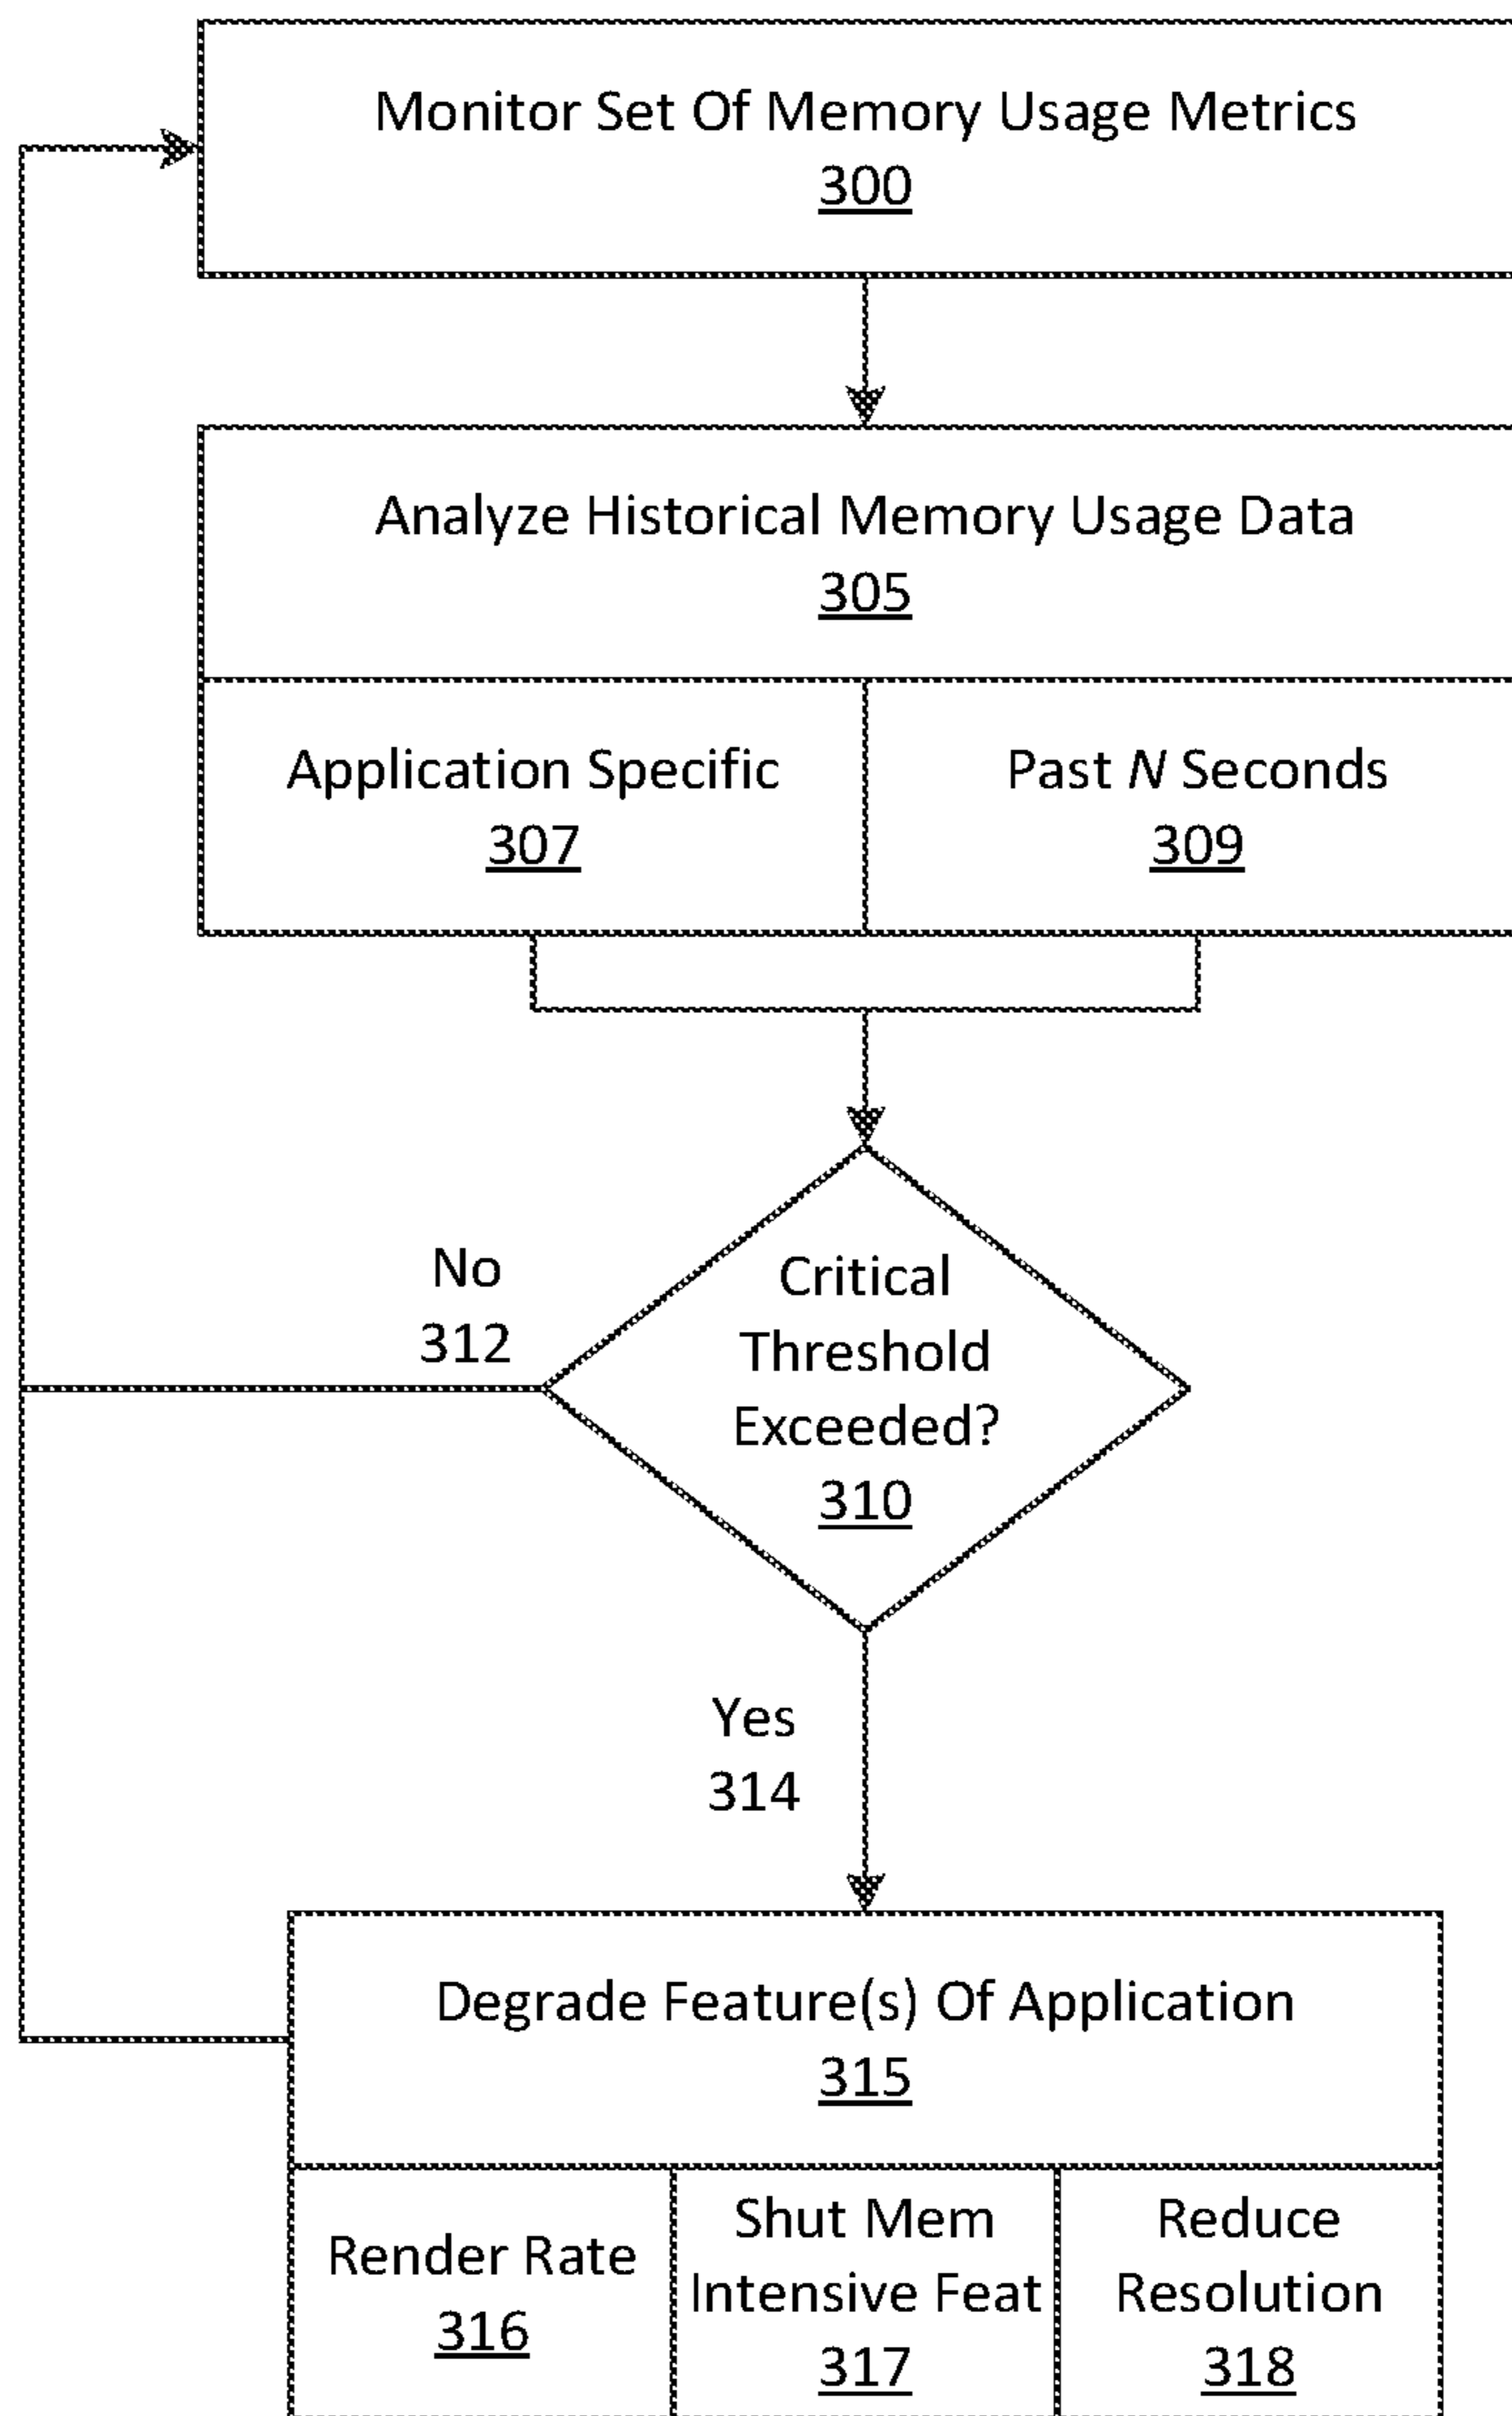 Monitor Set Of Memory Usage Metrics
300
Analyze Historical Memory Usage Data
305
Application Specific
307
Past N Seconds
309
Critical
Threshold
Exceeded?
310
No
312
Yes
314
Degrade Feature(s) Of Application
315
Render Rate
316
Shut Mem
Intensive Feat
317
Reduce
Resolution
318